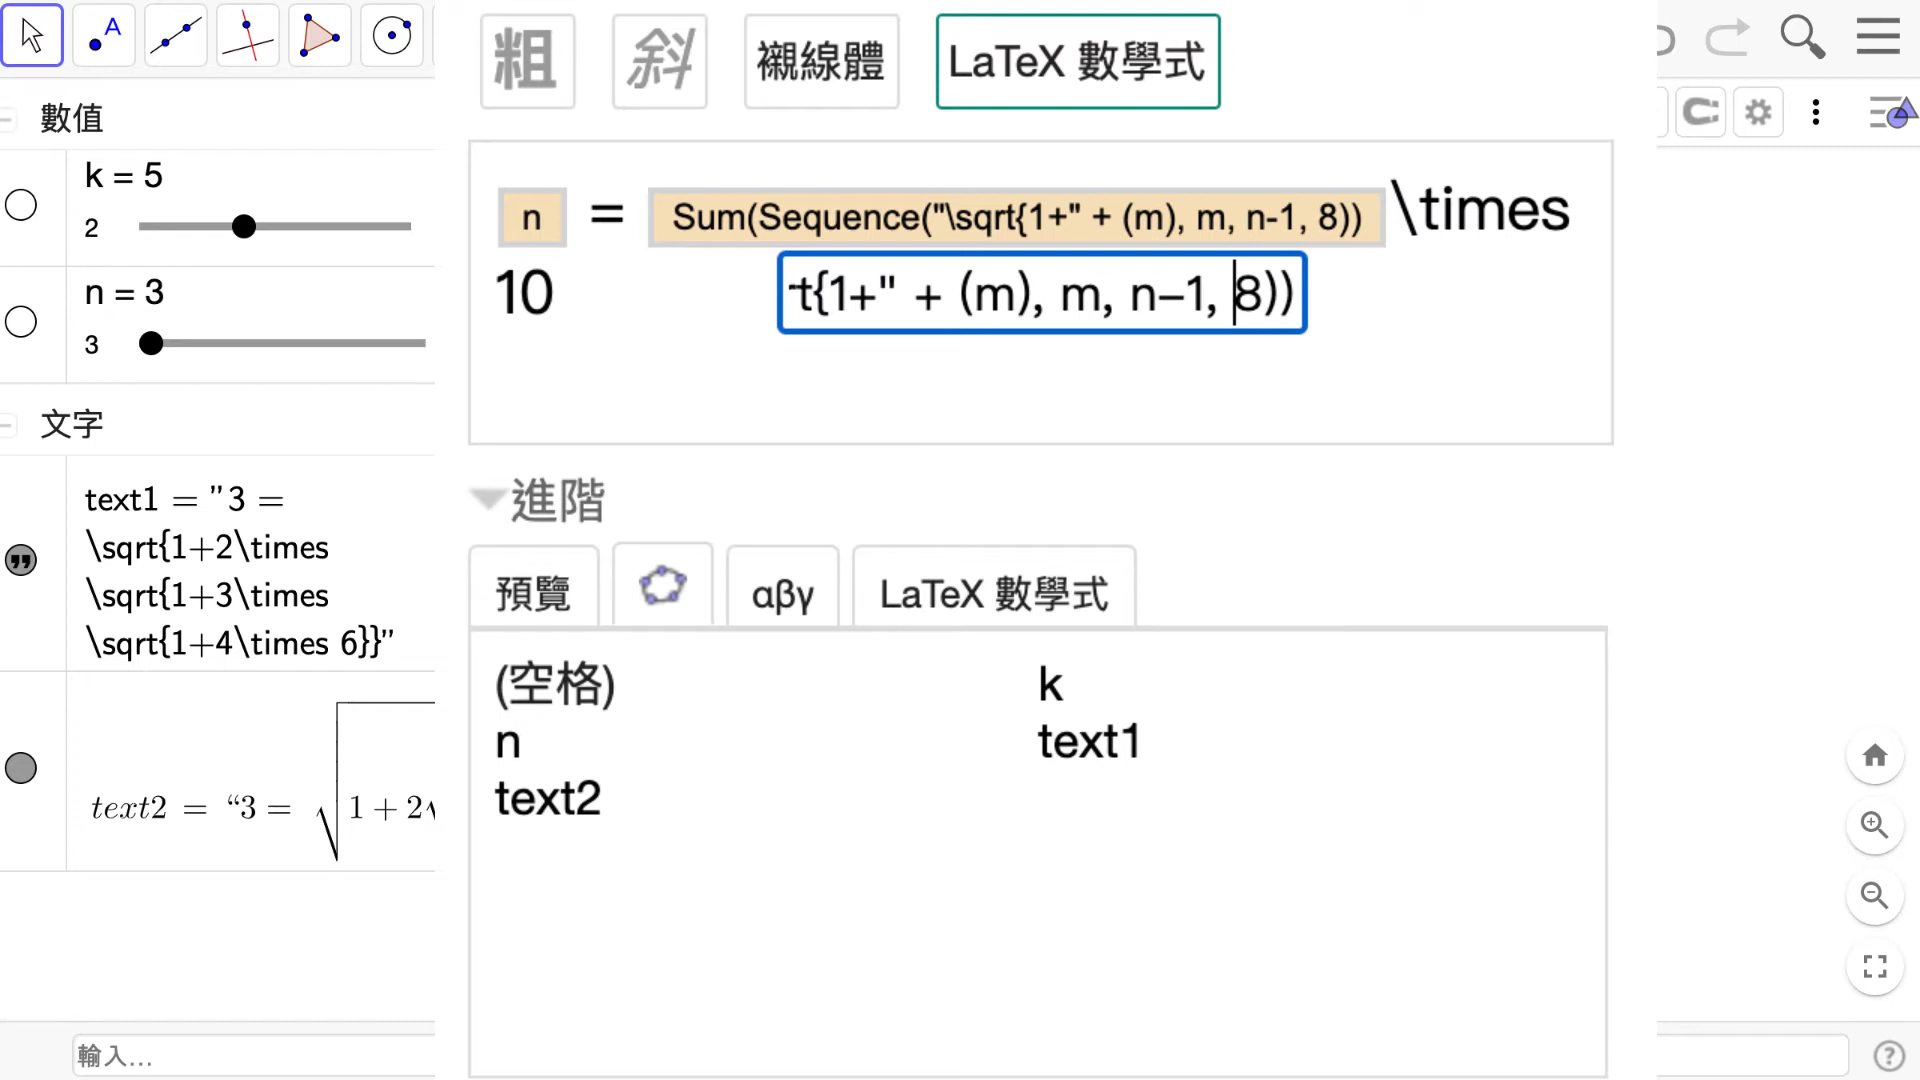 A
粗
斜
襯線體
LaTeX 數學式
數值
k = 5
2
n = 3
3
文字
text1 = "3 =
\sqrt{1+2\times
\sqrt{1+3\times
\sqrt{1+4\times 6}}"
text2 = “3 = √1 + 2√
n = Sum(Sequence("\sqrt{1+" + (m), m, n-1, 8)) \times
10 t{1+" + (m), m, n-1, 8))
進階
預覽
αβγ
LaTeX 數學式
(空格)
k
n
text1
text2
輸入...
?